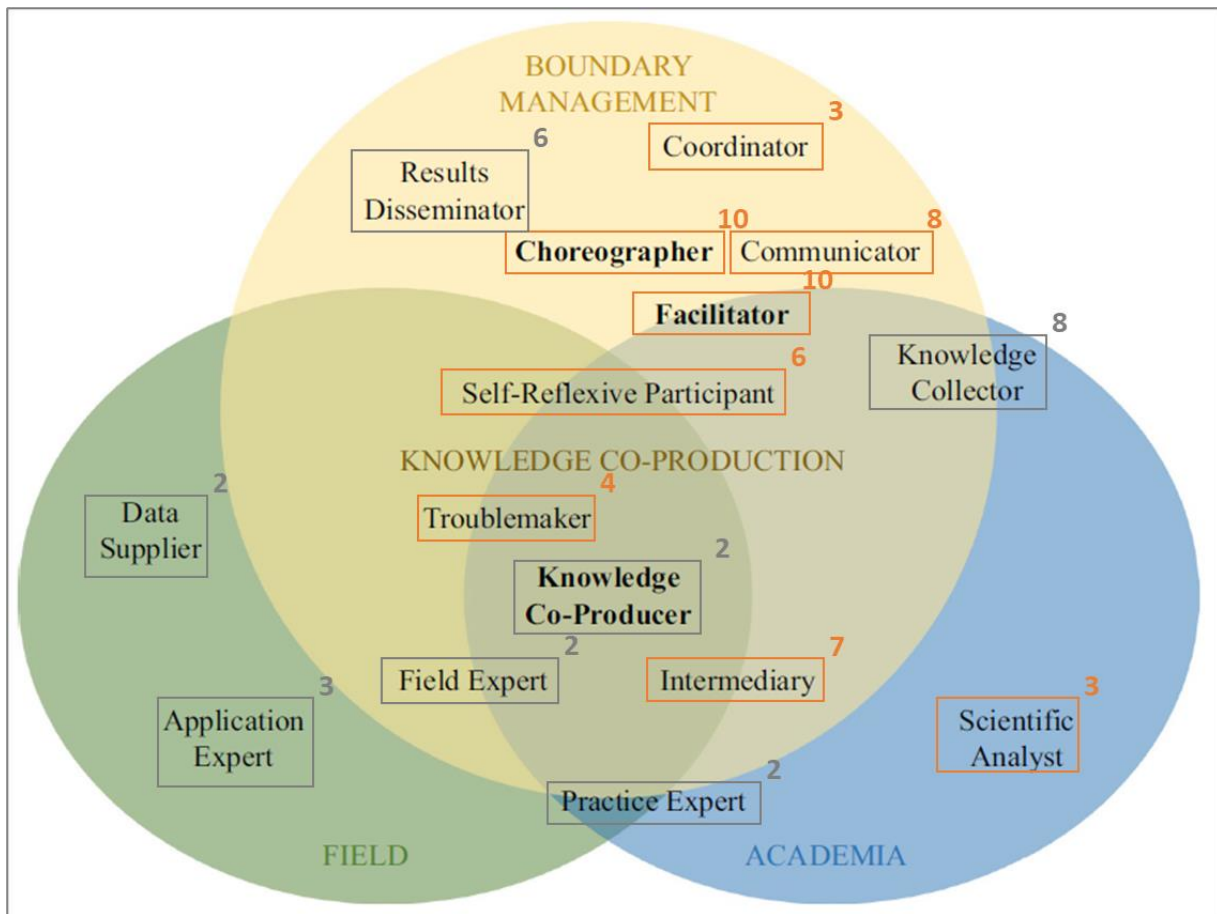 BOUNDARY
MANAGEMENT
3
Coordinator
6
Results
Disseminator
10
Choreographer
8
Communicator
10
Facilitator
8
Knowledge
Collector
6
Self-Reflexive Participant
KNOWLEDGE CO-PRODUCTION
2
Data
Supplier
4
Troublemaker
2
Knowledge
Co-Producer
2
Field Expert
7
Intermediary
3
Application
Expert
3
Scientific
Analyst
2
Practice Expert
FIELD
ACADEMIA